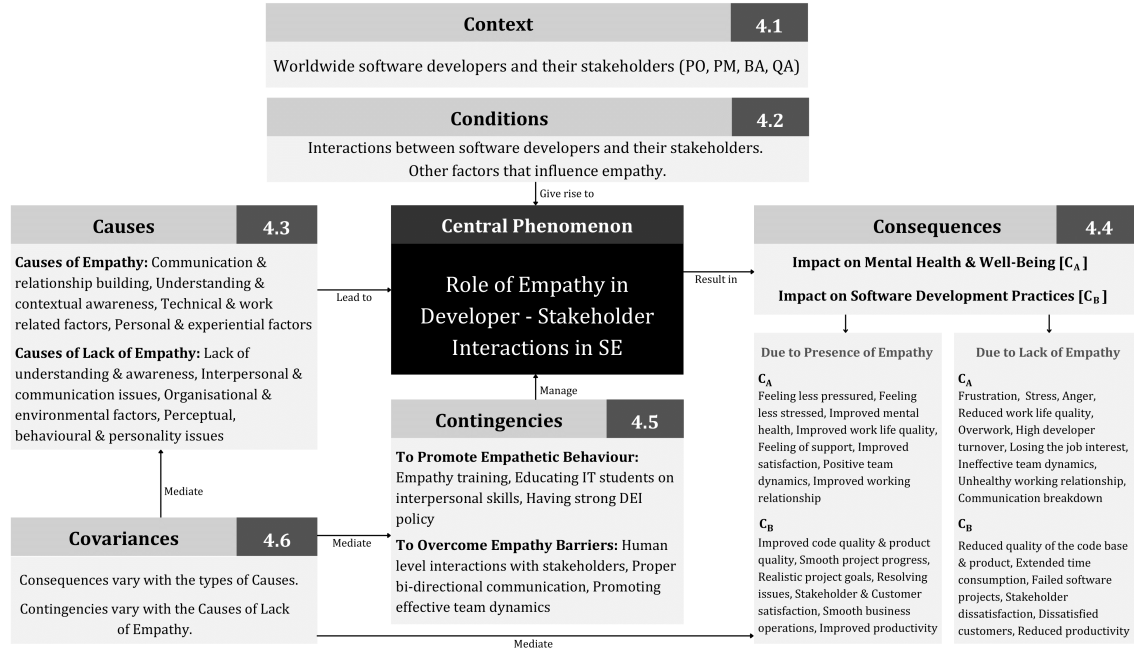 Context
4.1
Worldwide software developers and their stakeholders (PO, PM, BA, QA)
Conditions
4.2
Interactions between software developers and their stakeholders.
Other factors that influence empathy.
Give rise to
Causes
4.3
Causes of Empathy: Communication &
relationship building, Understanding &
contextual awareness, Technical & work
related factors, Personal & experiential factors
Causes of Lack of Empathy: Lack of
understanding & awareness, Interpersonal &
communication issues, Organisational &
environmental factors, Perceptual,
behavioural & personality issues
Lead to
Central Phenomenon
Role of Empathy in
Developer - Stakeholder
Interactions in SE
Result in
Consequences
4.4
Impact on Mental Health & Well-Being [CA]
Impact on Software Development Practices [CB]
Due to Presence of Empathy
CA
Feeling less pressured, Feeling
less stressed, Improved mental
health, Improved work life quality,
Feeling of support, Improved
satisfaction, Positive team
dynamics, Improved working
relationship
CB
Improved code quality & product
quality, Smooth project progress,
Realistic project goals, Resolving
issues, Stakeholder & Customer
satisfaction, Smooth business
operations, Improved productivity
Due to Lack of Empathy
CA
Frustration, Stress, Anger,
Reduced work life quality,
Overwork, High developer
turnover, Losing the job interest,
Ineffective team dynamics,
Unhealthy working relationship,
Communication breakdown
CB
Reduced quality of the code base
& product, Extended time
consumption, Failed software
projects, Stakeholder
dissatisfaction, Dissatisfied
customers, Reduced productivity
Manage
Contingencies
4.5
To Promote Empathetic Behaviour:
Empathy training, Educating IT students on
interpersonal skills, Having strong DEI
policy
To Overcome Empathy Barriers: Human
level interactions with stakeholders, Proper
bi-directional communication, Promoting
effective team dynamics
Mediate
Covariances
4.6
Consequences vary with the types of Causes.
Contingencies vary with the Causes of Lack
of Empathy.
Mediate
Mediate